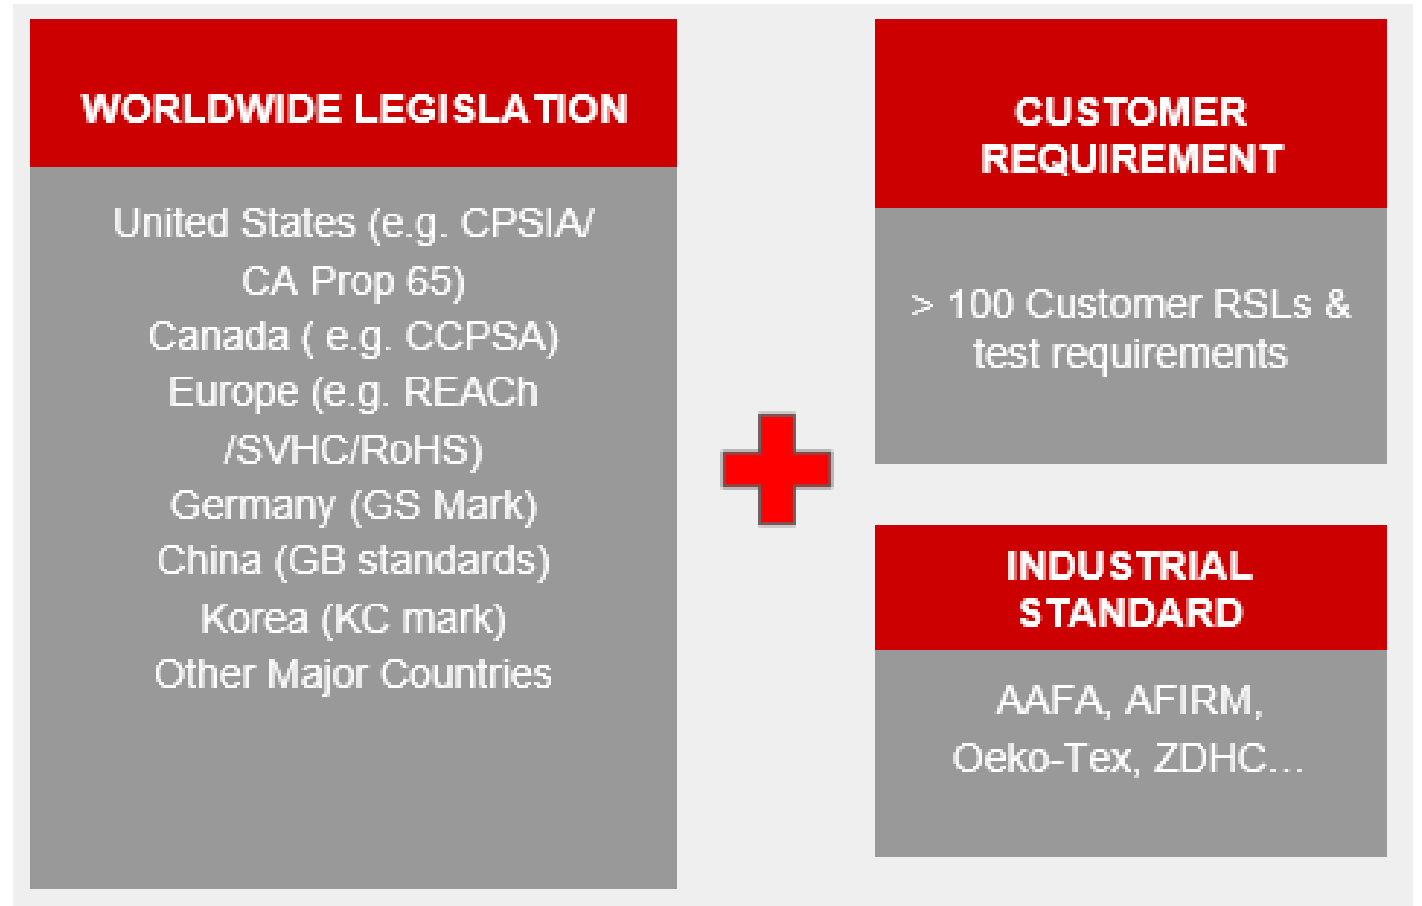 WORLDWIDE LEGISLATION
United States (e.g. CPSIA/
CA Prop 65)
Canada ( e.g. CCPSA)
Europe (e.g. REACh
/SVHC/RoHS)
Germany (GS Mark)
China (GB standards)
Korea (KC mark)
Other Major Countries
CUSTOMER
REQUIREMENT
> 100 Customer RSLs &
test requirements
INDUSTRIAL
STANDARD
AAFA, AFIRM,
Oeko-Tex, ZDHC...